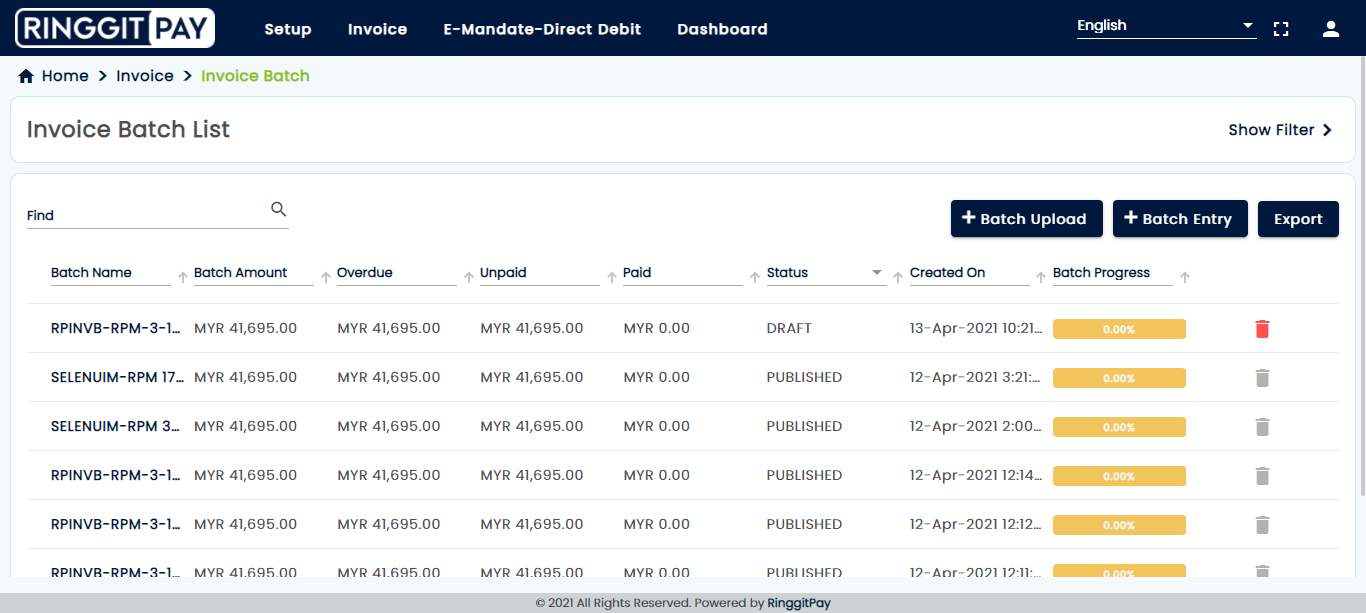 RINGGIT PAY Setup Invoice E-Mandate-Direct Debit Dashboard English
Home Invoice Invoice Batch
Invoice Batch List Show Filter
Find + Batch Upload + Batch Entry Export
Batch Name Batch Amount Overdue Unpaid Paid Status Created On Batch Progress
RPINVB-RPM-3-1... MYR 41,695.00 MYR 41,695.00 MYR 41,695.00 MYR 0.00 DRAFT 13-Apr-2021 10:21... 0.00%
SELENUIM-RPM 17... MYR 41,695.00 MYR 41,695.00 MYR 41,695.00 MYR 0.00 PUBLISHED 12-Apr-2021 3:21:... 0.00%
SELENUIM-RPM 3... MYR 41,695.00 MYR 41,695.00 MYR 41,695.00 MYR 0.00 PUBLISHED 12-Apr-2021 2:00... 0.00%
RPINVB-RPM-3-1... MYR 41,695.00 MYR 41,695.00 MYR 41,695.00 MYR 0.00 PUBLISHED 12-Apr-2021 12:14... 0.00%
RPINVB-RPM-3-1... MYR 41,695.00 MYR 41,695.00 MYR 41,695.00 MYR 0.00 PUBLISHED 12-Apr-2021 12:12... 0.00%
RPINVB-RPM-3-1... MYR 41,695.00 MYR 41,695.00 MYR 41,695.00 MYR 0.00 PUBLISHED 12-Apr-2021 12:11:... 0.00%
© 2021 All Rights Reserved. Powered by RinggitPay